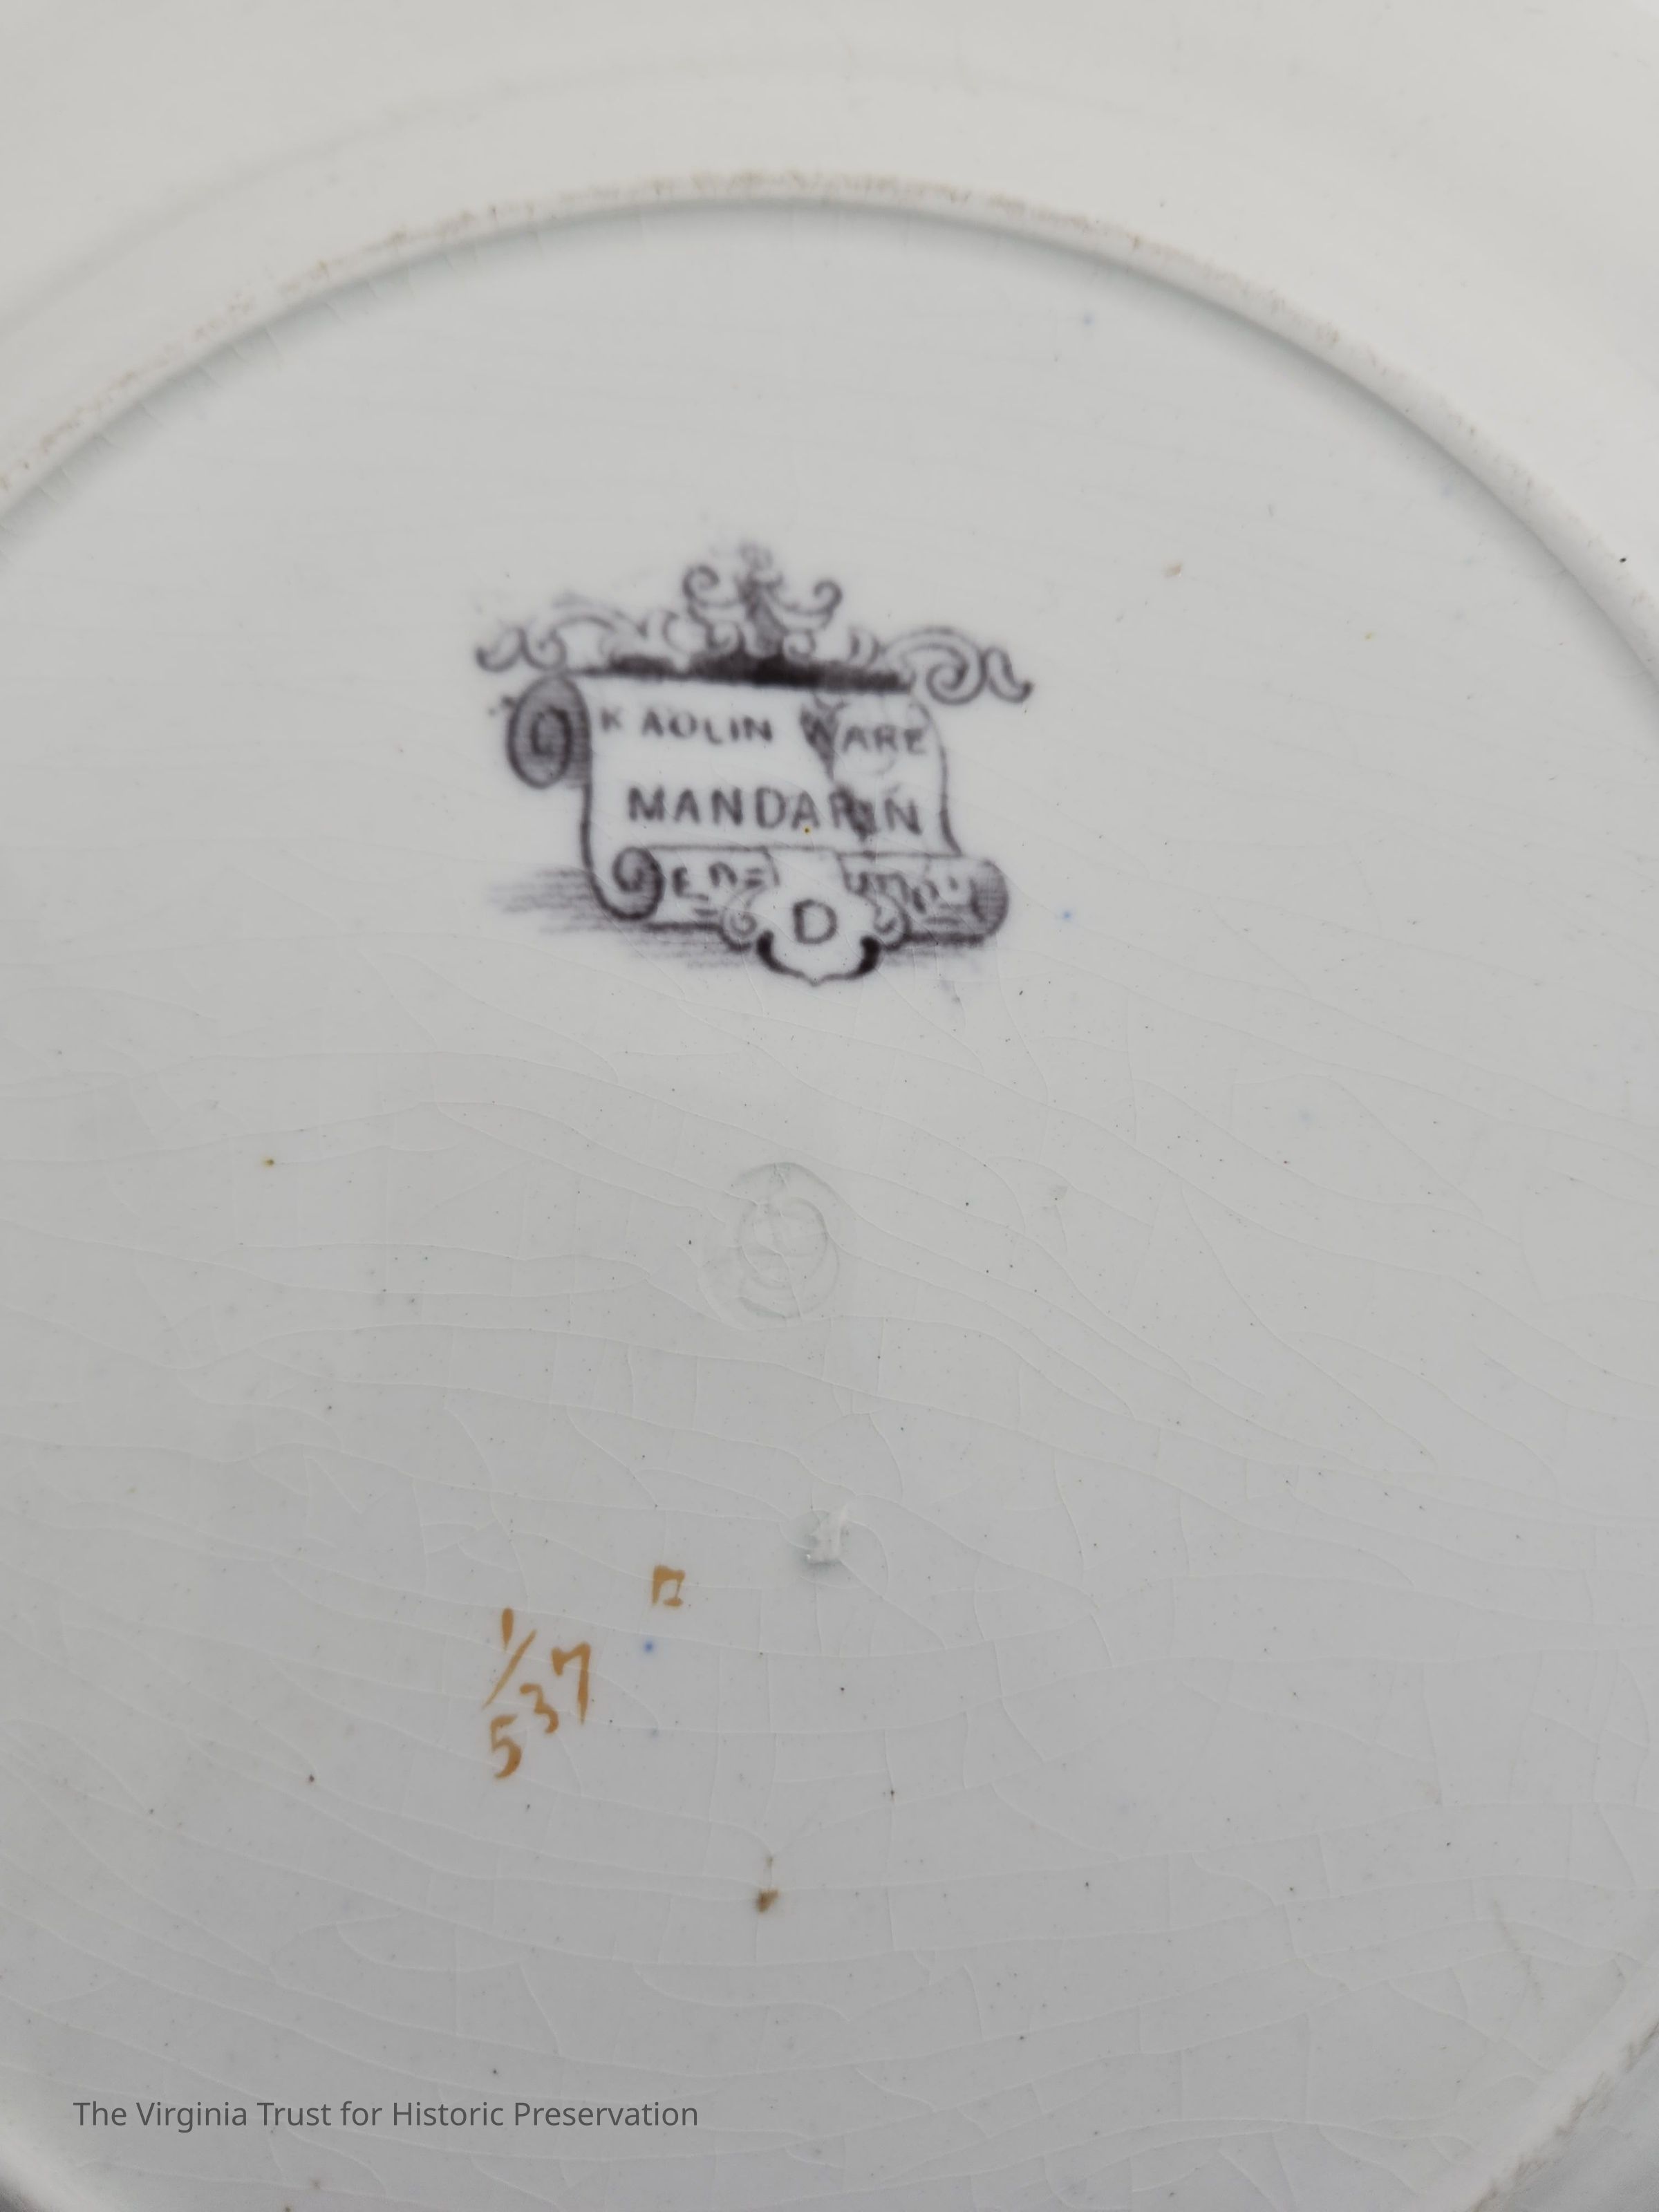 KAOLIN WARE
MANDARIN
D
1/537
The Virginia Trust for Historic Preservation